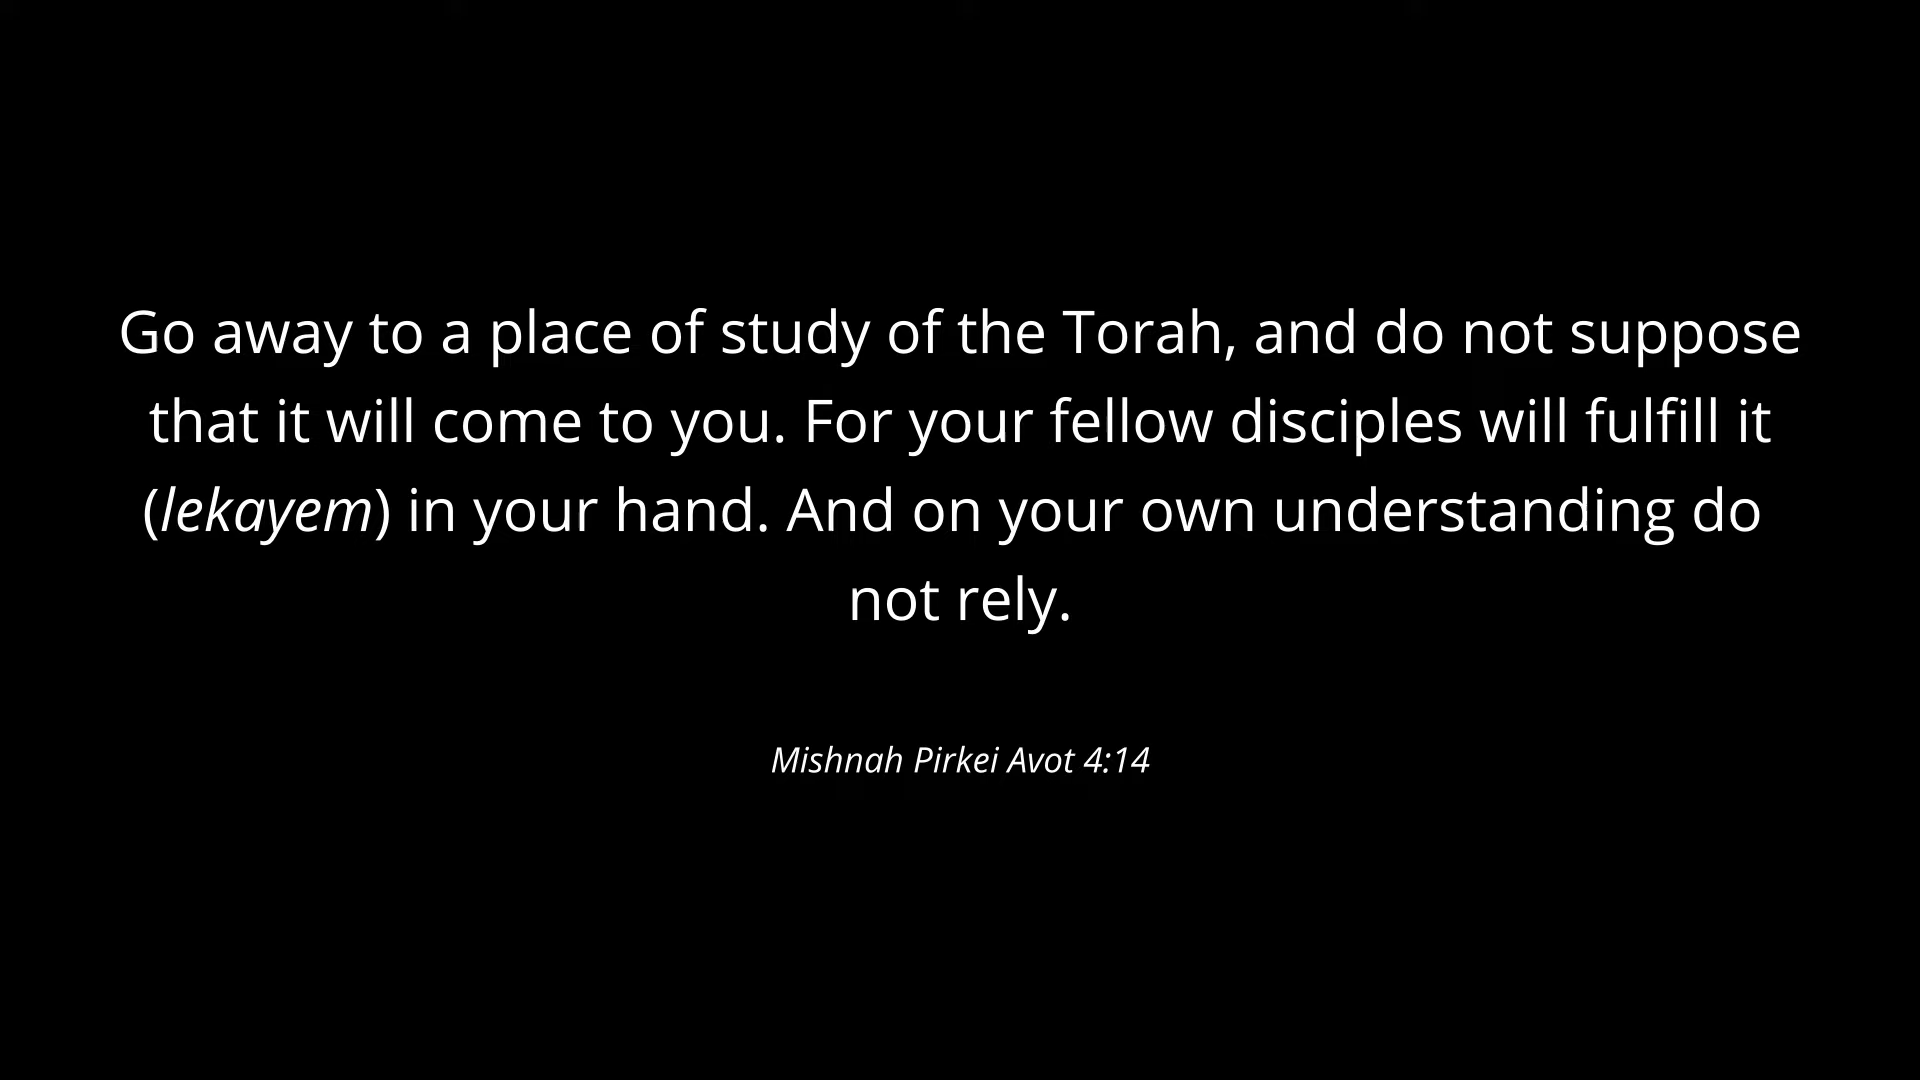 Go away to a place of study of the Torah, and do not suppose
that it will come to you. For your fellow disciples will fulfill it
(lekayem) in your hand. And on your own understanding do
not rely.
Mishnah Pirkei Avot 4:14